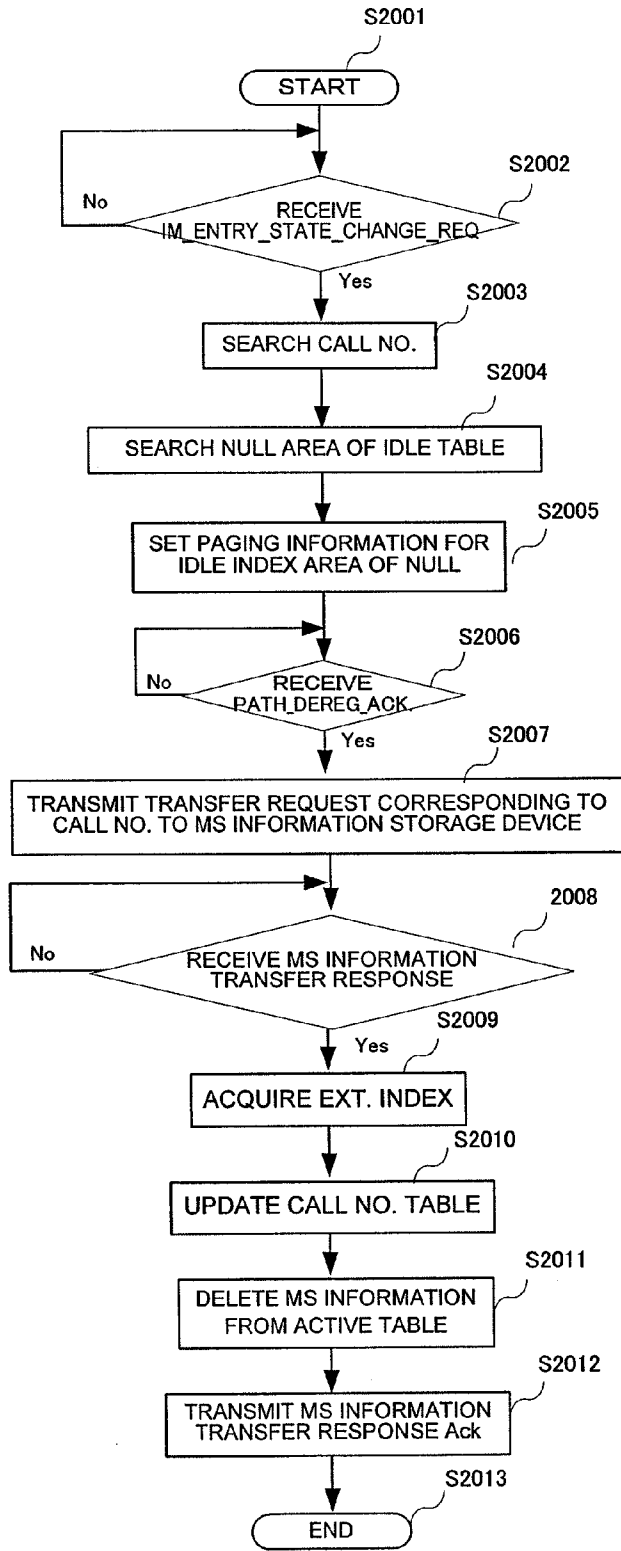 S2001
START
S2002
No
RECEIVE
IM_ENTRY_STATE_CHANGE_REQ
Yes
S2003
SEARCH CALL NO.
S2004
SEARCH NULL AREA OF IDLE TABLE
S2005
SET PAGING INFORMATION FOR
IDLE INDEX AREA OF NULL
S2006
No
RECEIVE
PATH_DEREG_ACK.
Yes
S2007
TRANSMIT TRANSFER REQUEST CORRESPONDING TO
CALL NO. TO MS INFORMATION STORAGE DEVICE
2008
No
RECEIVE MS INFORMATION
TRANSFER RESPONSE
Yes
S2009
ACQUIRE EXT. INDEX
S2010
UPDATE CALL NO. TABLE
S2011
DELETE MS INFORMATION
FROM ACTIVE TABLE
S2012
TRANSMIT MS INFORMATION
TRANSFER RESPONSE Ack
S2013
END